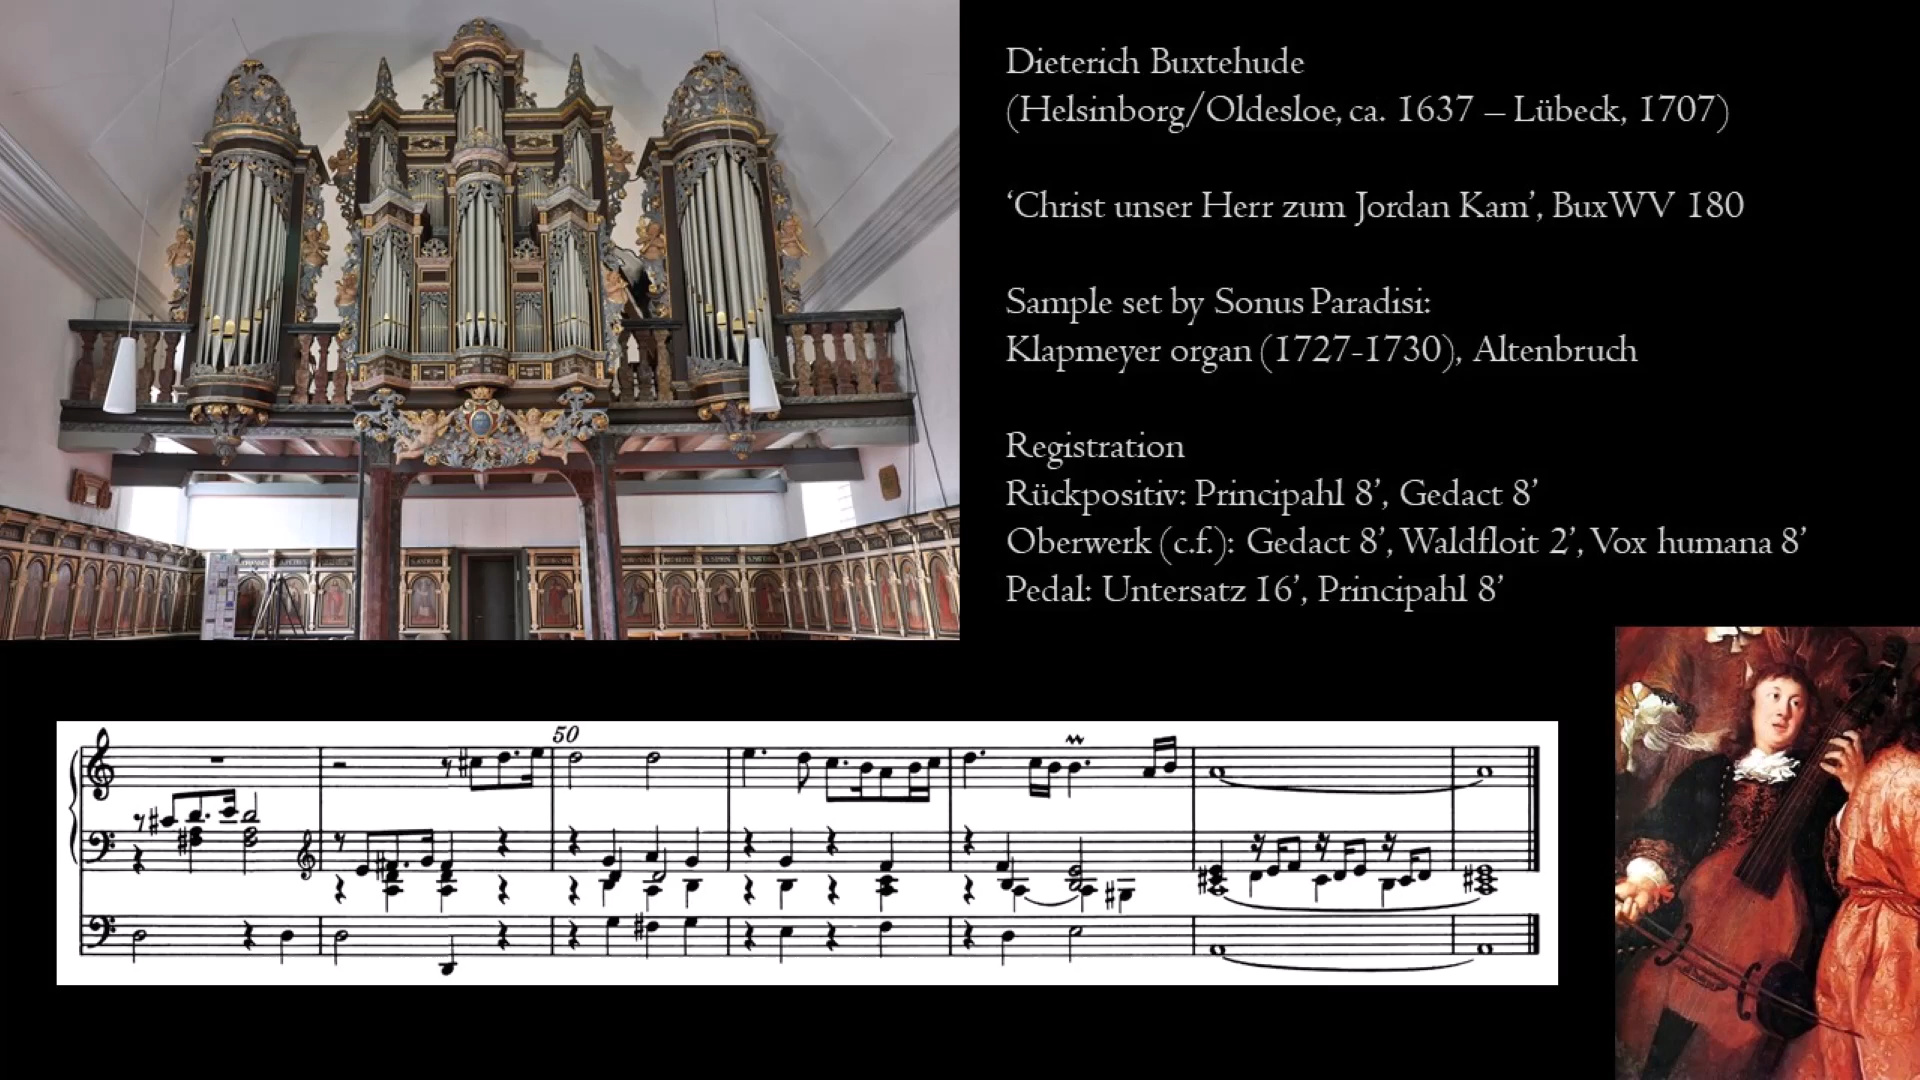 Dieterich Buxtehude
(Helsinborg/Oldesloe, ca. 1637 – Lübeck, 1707)
‘Christ unser Herr zum Jordan Kam’, BuxWV 180
Sample set by Sonus Paradisi:
Klapmeyer organ (1727-1730), Altenbruch
Registration
Rückpositiv: Principahl 8’, Gedact 8’
Oberwerk (c.f.): Gedact 8’, Waldfloit 2’, Vox humana 8’
Pedal: Untersatz 16’, Principahl 8’
50